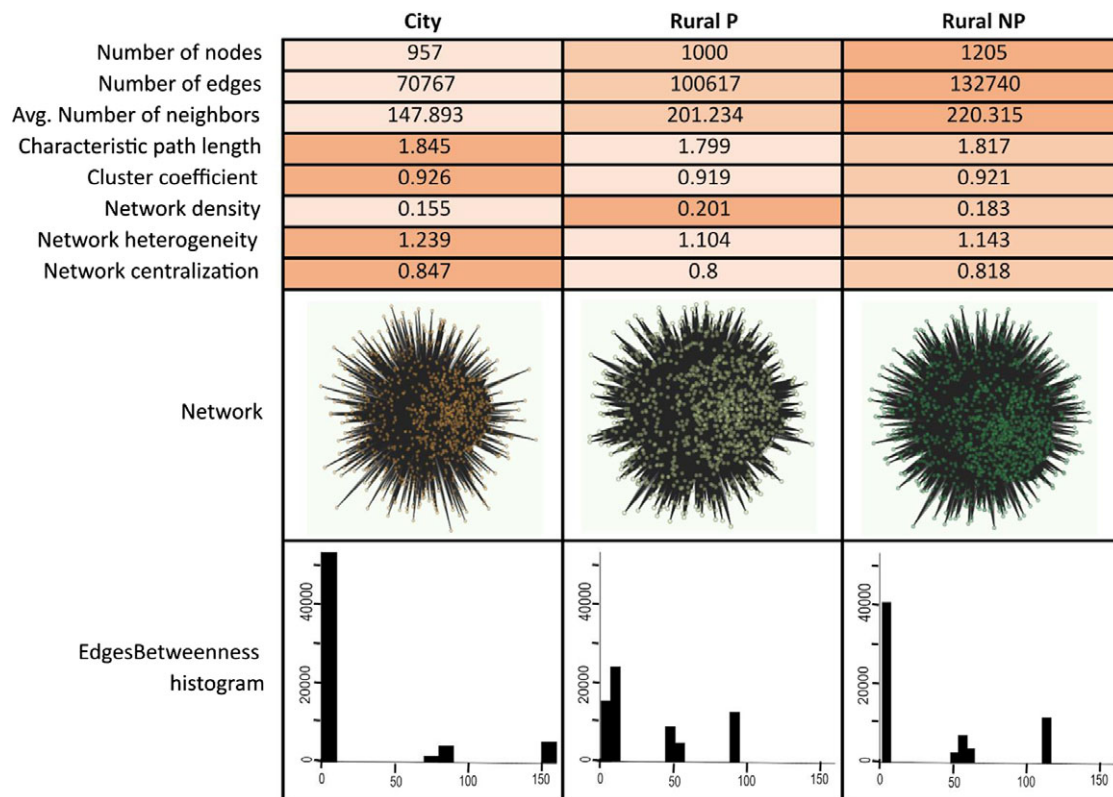 City Rural P Rural NP
Number of nodes 957 1000 1205
Number of edges 70767 100617 132740
Avg. Number of neighbors 147.893 201.234 220.315
Characteristic path length 1.845 1.799 1.817
Cluster coefficient 0.926 0.919 0.921
Network density 0.155 0.201 0.183
Network heterogeneity 1.239 1.104 1.143
Network centralization 0.847 0.8 0.818
Network
EdgesBetweenness
histogram
40000
20000
0
0 50 100 150
40000
20000
0
0 50 100 150
40000
20000
0
0 50 100 150